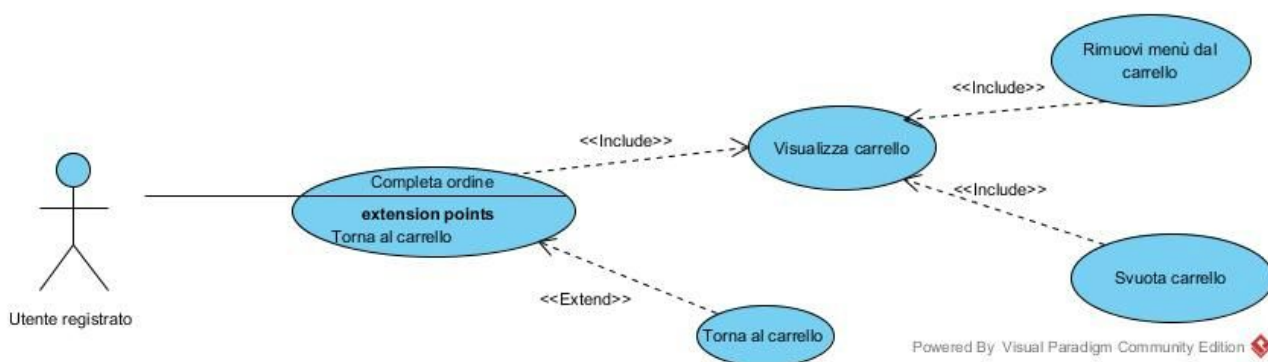 Rimuovi menù dal
carrello
<<Include>>
<<Include>>
Visualizza carrello
Completa ordine
extension points
Torna al carrello
<<Include>>
Svuota carrello
<<Extend>>
Utente registrato
Torna al carrello
Powered By Visual Paradigm Community Edition